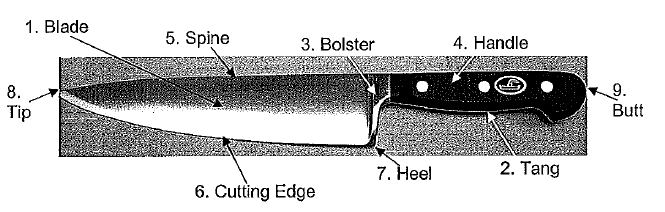 1. Blade
5. Spine
3. Bolster
4. Handle
8.
Tip
9.
Butt
2. Tang
7. Heel
6. Cutting Edge